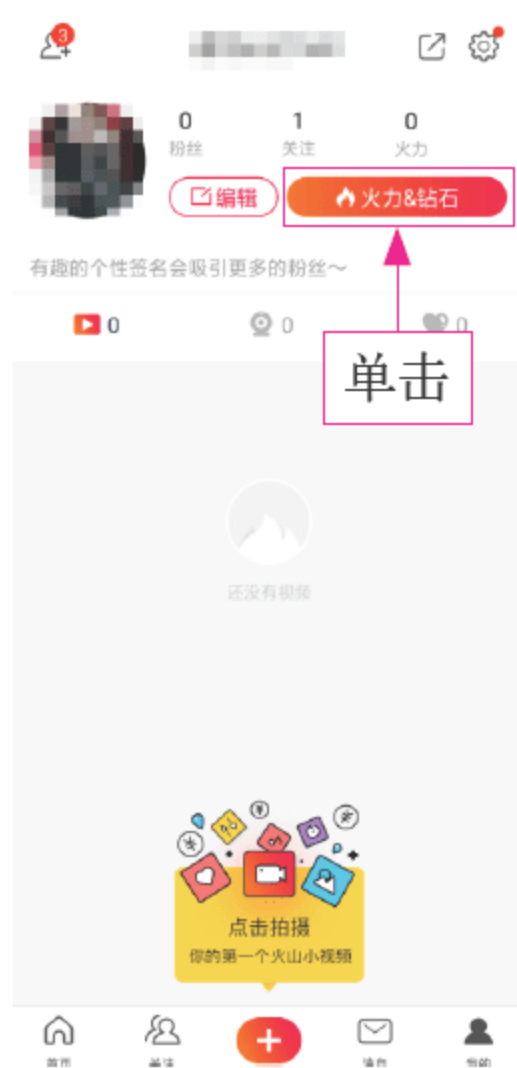 3
0 1 0
粉丝 关注 火力
编辑 火力&钻石
有趣的个性签名会吸引更多的粉丝～
0 0 0
单击
还没有视频
点击拍摄
你的第一个火山小视频
首页 关注 消息 我的